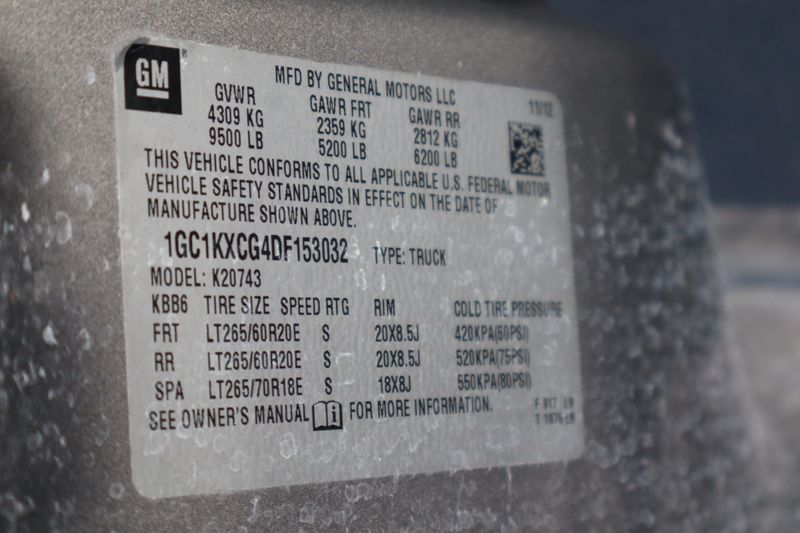 GM
MFD BY GENERAL MOTORS LLC
11/12
GVWR GAWR FRT GAWR RR
4309 KG 2359 KG 2812 KG
9500 LB 5200 LB 6200 LB
THIS VEHICLE CONFORMS TO ALL APPLICABLE U.S. FEDERAL MOTOR
VEHICLE SAFETY STANDARDS IN EFFECT ON THE DATE OF
MANUFACTURE SHOWN ABOVE.
1GC1KXCG4DF153032 TYPE: TRUCK
MODEL: K20743
KBB6 TIRE SIZE SPEED RTG RIM COLD TIRE PRESSURE
FRT LT265/60R20E S 20X8.5J 420KPA(60PSI)
RR LT265/60R20E S 20X8.5J 520KPA(75PSI)
SPA LT265/70R18E S 18X8J 550KPA(80PSI)
SEE OWNER'S MANUAL FOR MORE INFORMATION.
F 917 LR
T 1876 LR